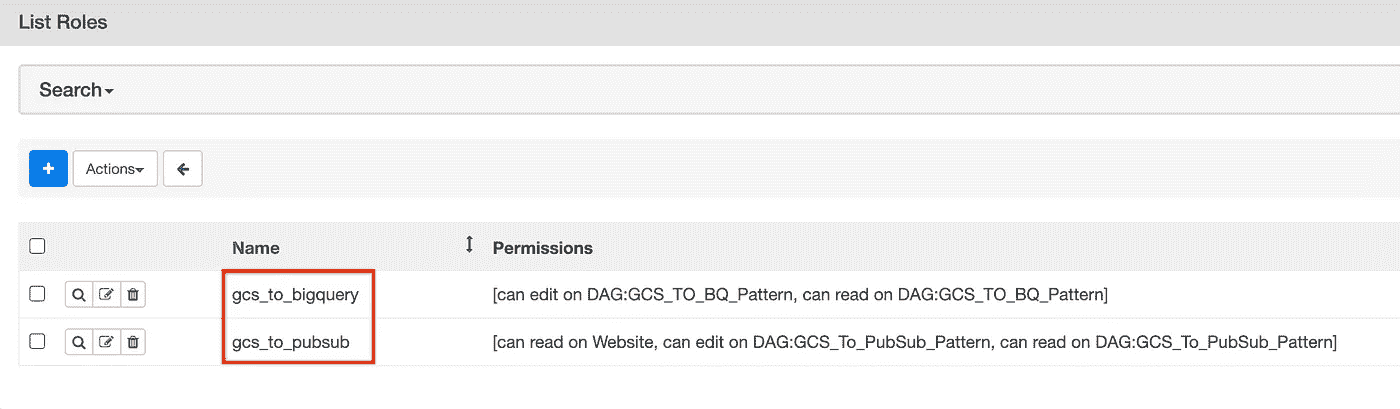 List Roles
Search
+ Actions
Name Permissions
gcs_to_bigquery [can edit on DAG:GCS_TO_BQ_Pattern, can read on DAG:GCS_TO_BQ_Pattern]
gcs_to_pubsub [can read on Website, can edit on DAG:GCS_To_PubSub_Pattern, can read on DAG:GCS_To_PubSub_Pattern]